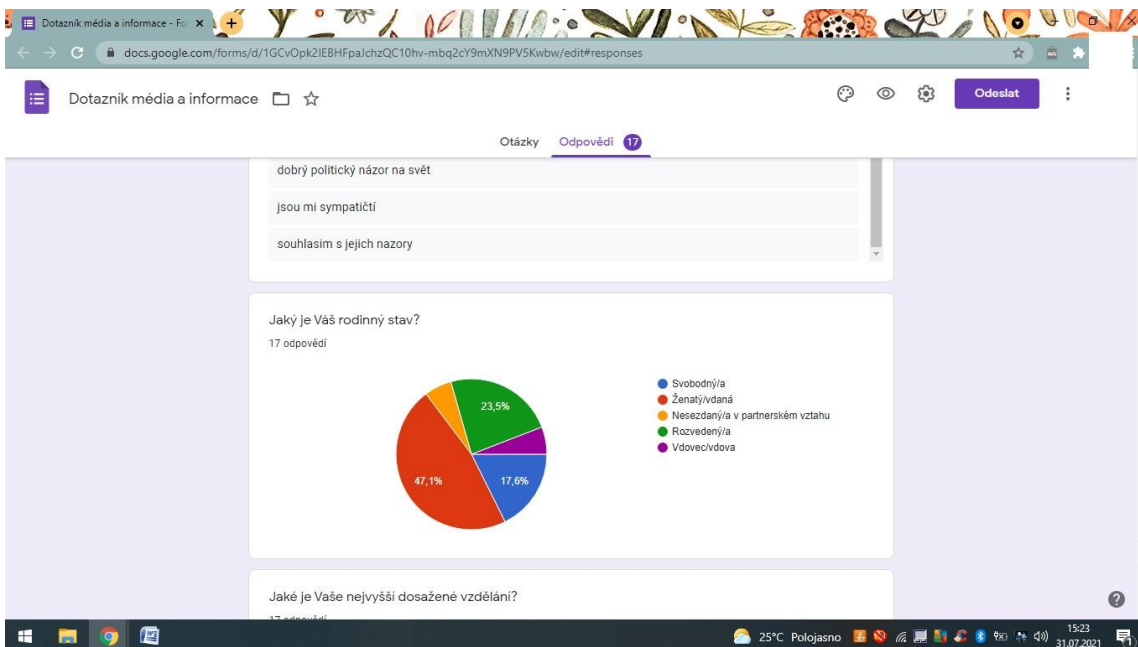 Dotazník média a informace - Fo
docs.google.com/forms/d/1GCvOpk2IEBHFpaJchzQC10hv-mbq2cY9mXN9PV5Kwbw/edit#responses
Dotazník média a informace
Odeslat
Otázky Odpovědi 17
dobrý politický názor na svět
jsou mi sympatičtí
souhlasim s jejich nazory
Jaký je Váš rodinný stav?
17 odpovědí
23,5%
47,1%
17,6%
Svobodný/a
Ženatý/vdaná
Nesezdaný/a v partnerském vztahu
Rozvedený/a
Vdovec/vdova
Jaké je Vaše nejvyšší dosažené vzdělání?
17 odpovědí
25°C Polojasno
15:23
31.07.2021